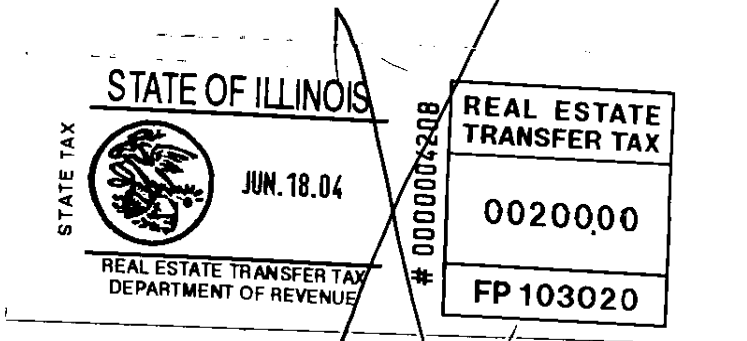 STATE OF ILLINOIS
STATE TAX
JUN.18.04
REAL ESTATE TRANSFER TAX
DEPARTMENT OF REVENUE
# 0000004208
REAL ESTATE
TRANSFER TAX
0020000
FP 103020